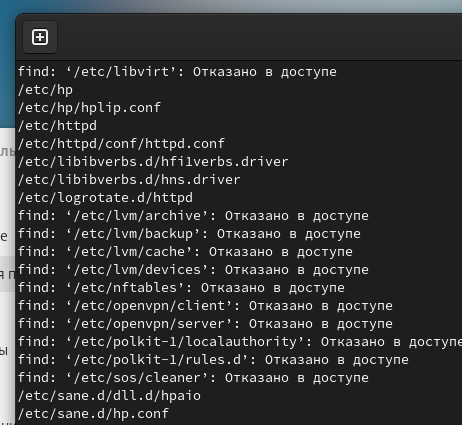 find: ‘/etc/libvirt’: Отказано в доступе
/etc/hp
/etc/hp/hplip.conf
/etc/httpd
/etc/httpd/conf/httpd.conf
/etc/libibverbs.d/hfi1verbs.driver
/etc/libibverbs.d/hns.driver
/etc/logrotate.d/httpd
find: ‘/etc/lvm/archive’: Отказано в доступе
find: ‘/etc/lvm/backup’: Отказано в доступе
find: ‘/etc/lvm/cache’: Отказано в доступе
find: ‘/etc/lvm/devices’: Отказано в доступе
find: ‘/etc/nftables’: Отказано в доступе
find: ‘/etc/openvpn/client’: Отказано в доступе
find: ‘/etc/openvpn/server’: Отказано в доступе
find: ‘/etc/polkit-1/localauthority’: Отказано в доступе
find: ‘/etc/polkit-1/rules.d’: Отказано в доступе
find: ‘/etc/sos/cleaner’: Отказано в доступе
/etc/sane.d/dll.d/hpaio
/etc/sane.d/hp.conf